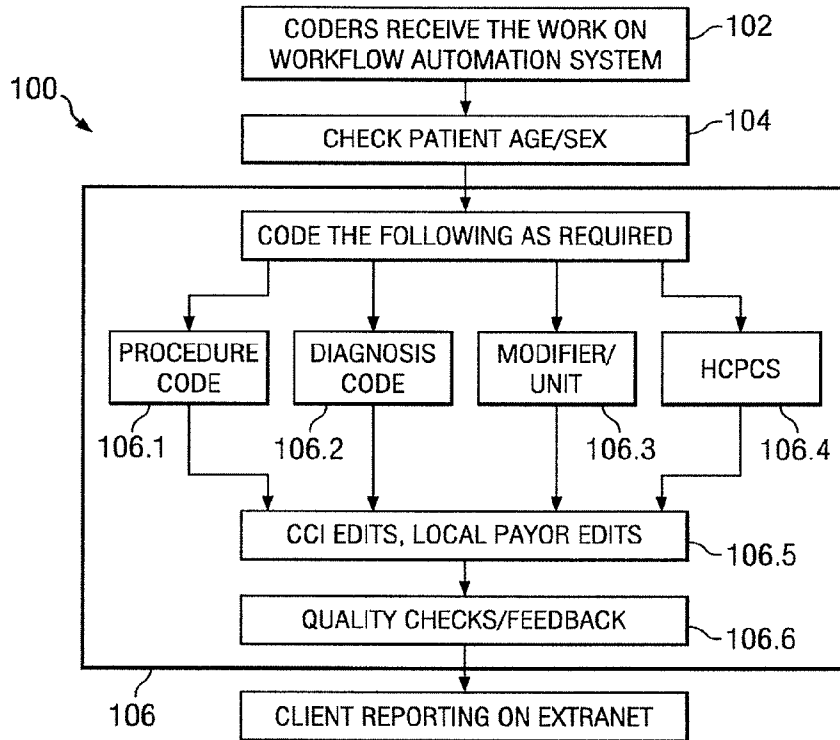 CODERS RECEIVE THE WORK ON
WORKFLOW AUTOMATION SYSTEM
102
100
CHECK PATIENT AGE/SEX
104
CODE THE FOLLOWING AS REQUIRED
PROCEDURE
CODE
DIAGNOSIS
CODE
MODIFIER/
UNIT
HCPCS
106.1
106.2
106.3
106.4
CCI EDITS, LOCAL PAYOR EDITS
106.5
QUALITY CHECKS/FEEDBACK
106.6
106
CLIENT REPORTING ON EXTRANET